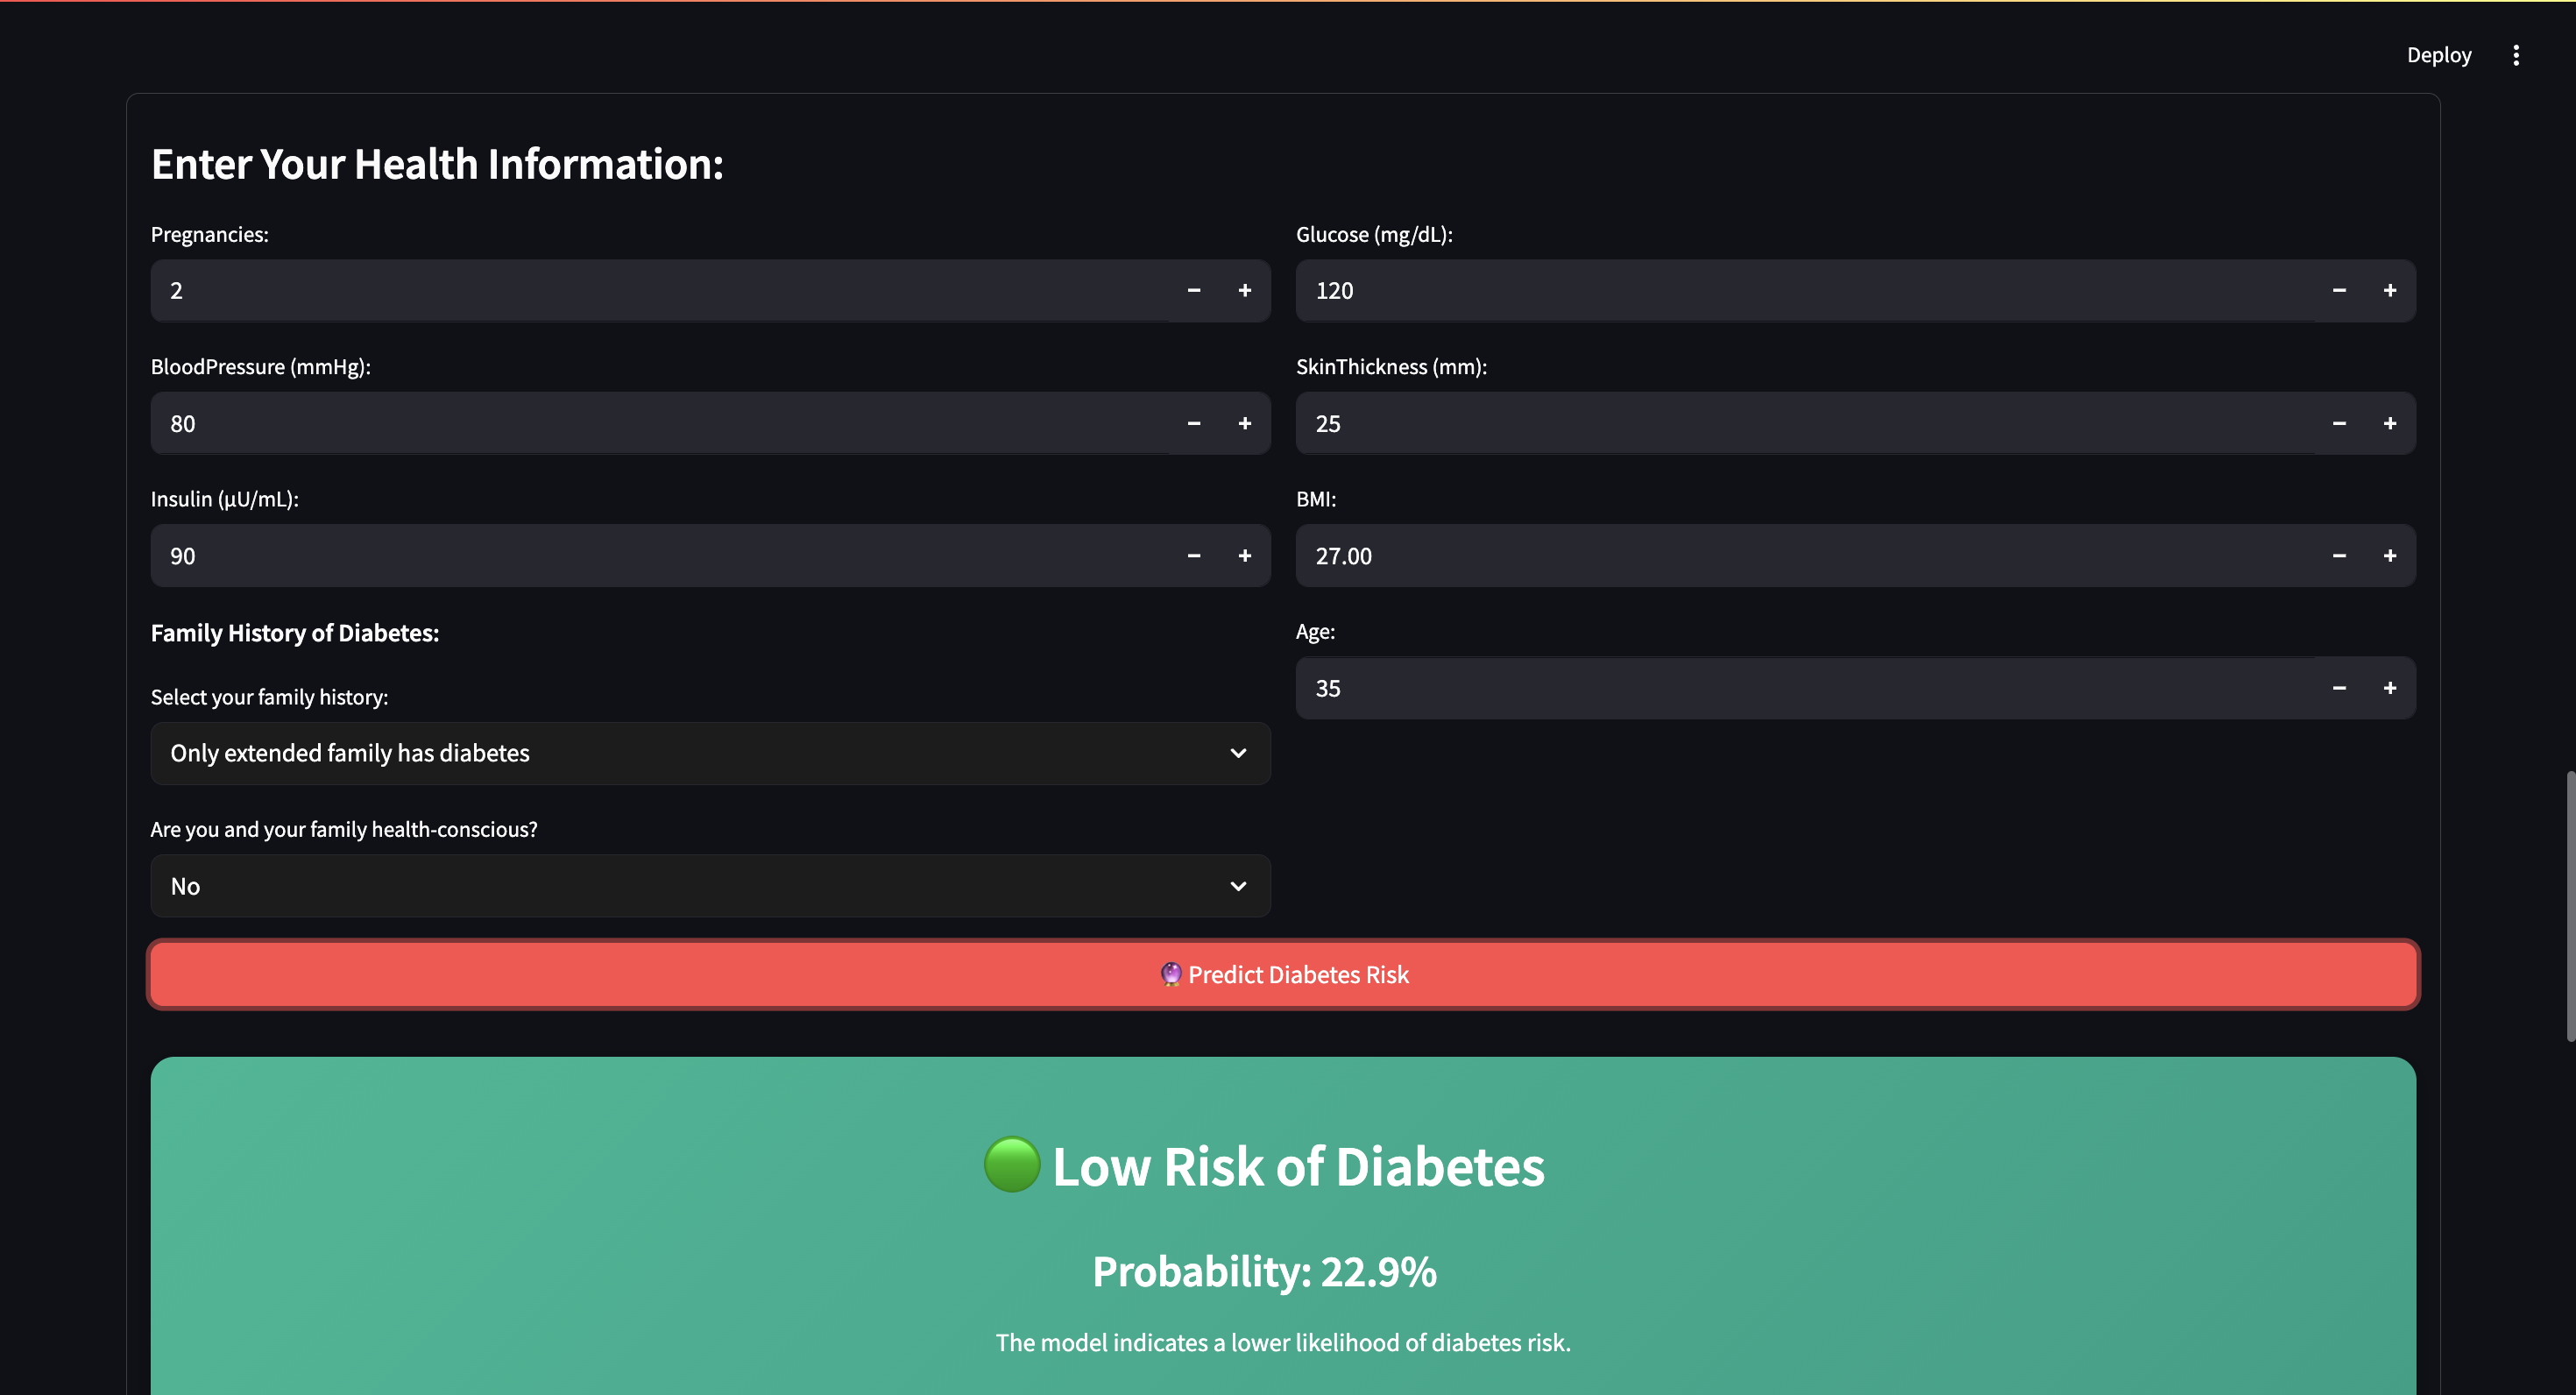 Deploy
Enter Your Health Information:
Pregnancies:
2
Glucose (mg/dL):
120
BloodPressure (mmHg):
80
SkinThickness (mm):
25
Insulin (μU/mL):
90
BMI:
27.00
Family History of Diabetes:
Age:
35
Select your family history:
Only extended family has diabetes
Are you and your family health-conscious?
No
🔮 Predict Diabetes Risk
🟢 Low Risk of Diabetes
Probability: 22.9%
The model indicates a lower likelihood of diabetes risk.